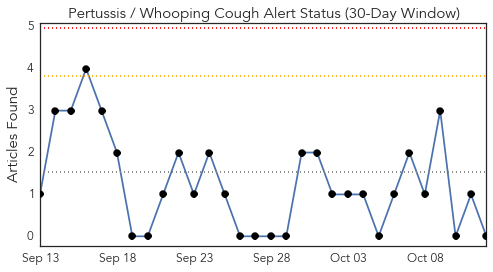 Pertussis / Whooping Cough Alert Status (30-Day Window)
Articles Found
5
4
3
2
1
0
Sep 13 Sep 18 Sep 23 Sep 28 Oct 03 Oct 08